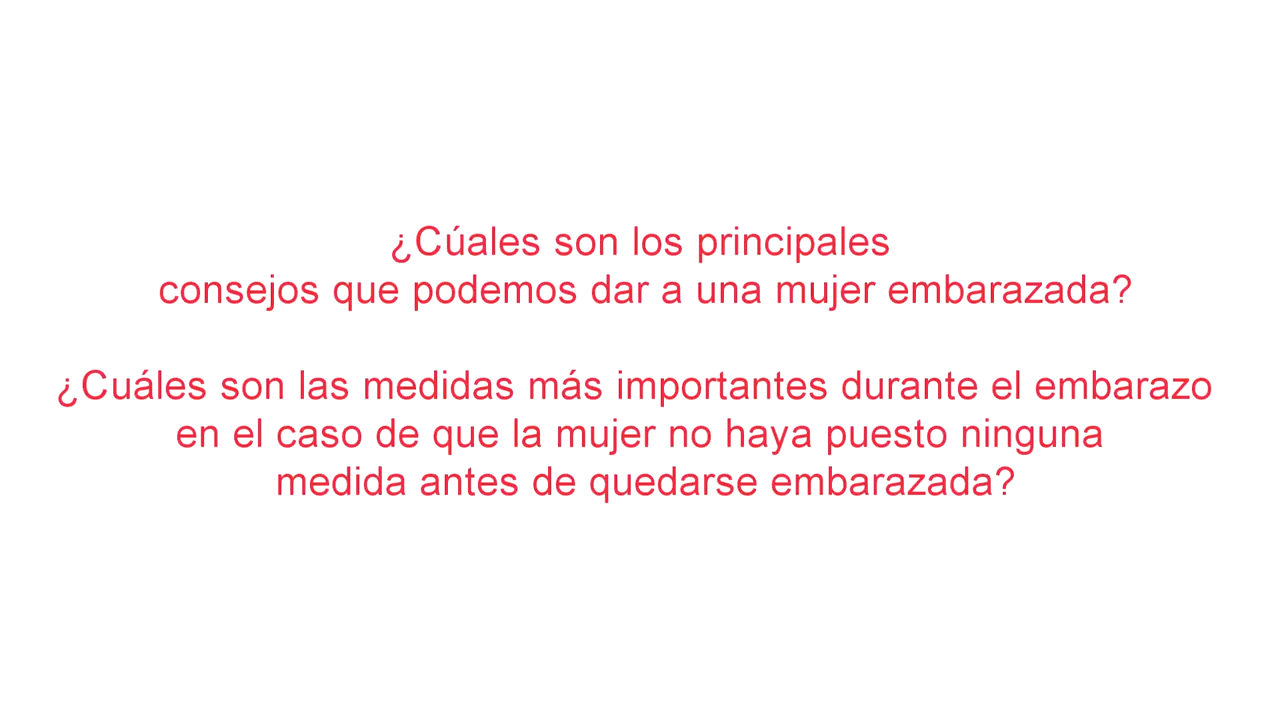 ¿Cúales son los principales
consejos que podemos dar a una mujer embarazada?
¿Cuáles son las medidas más importantes durante el embarazo
en el caso de que la mujer no haya puesto ninguna
medida antes de quedarse embarazada?